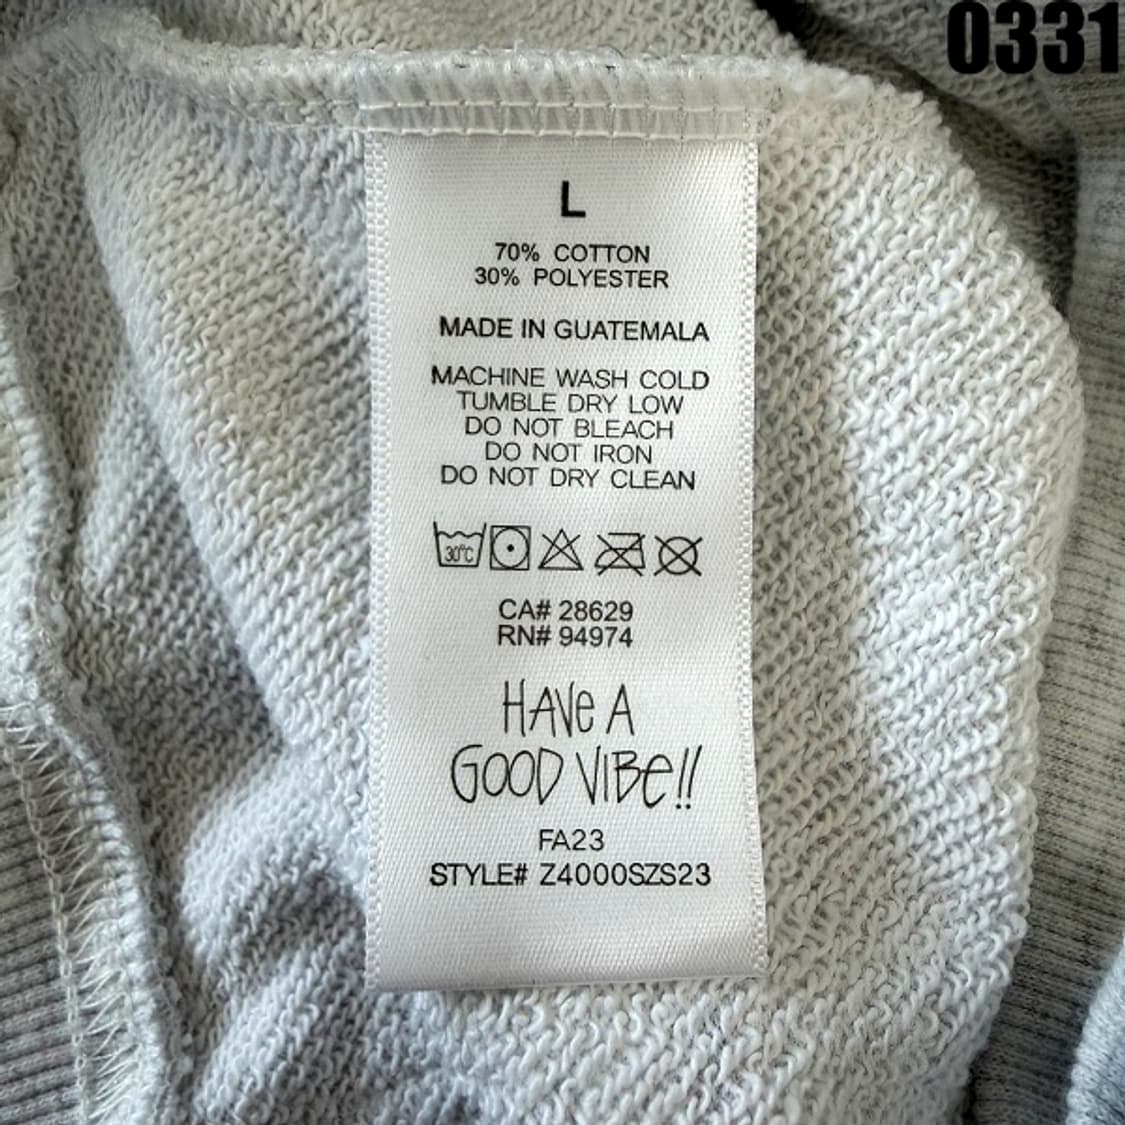 0331
L
70% COTTON
30% POLYESTER
MADE IN GUATEMALA
MACHINE WASH COLD
TUMBLE DRY LOW
DO NOT BLEACH
DO NOT IRON
DO NOT DRY CLEAN
30°C
CA# 28629
RN# 94974
HAVe A
GOOD VIBe!!
FA23
STYLE# Z4000SZS23